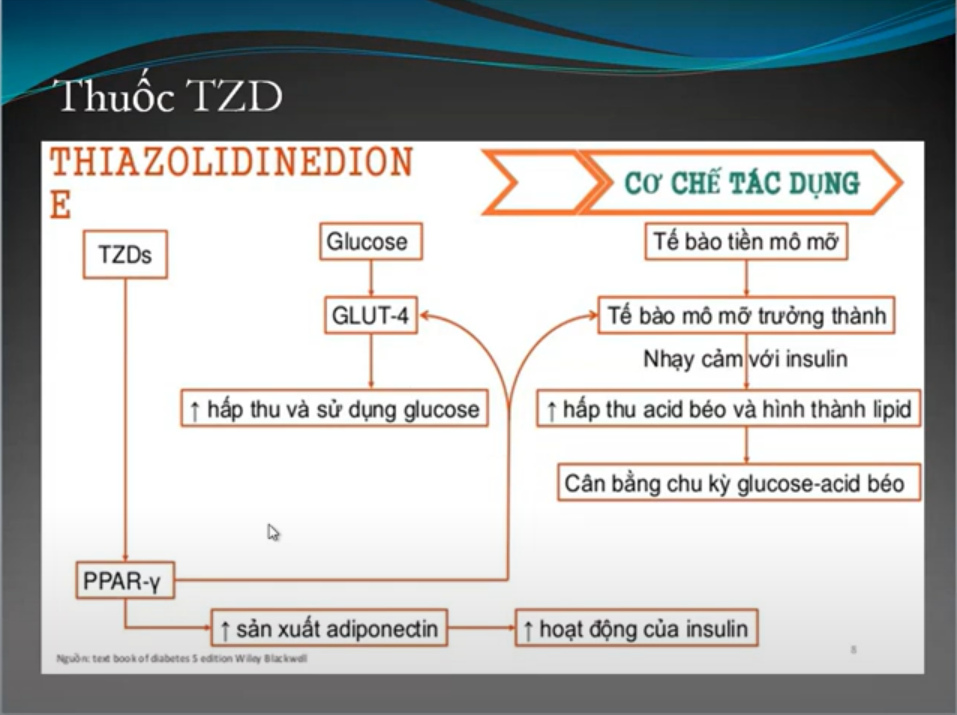 Thuốc TZD
THIAZOLIDINEDION
E
CƠ CHẾ TÁC DỤNG
TZDs
Glucose
Tế bào tiền mô mỡ
GLUT-4
Tế bào mô mỡ trưởng thành
Nhạy cảm với insulin
↑ hấp thu và sử dụng glucose
↑ hấp thu acid béo và hình thành lipid
Cân bằng chu kỳ glucose-acid béo
PPAR-γ
↑ sản xuất adiponectin
↑ hoạt động của insulin
Nguồn: text book of diabetes 5 edition Wiley Blackwell
8